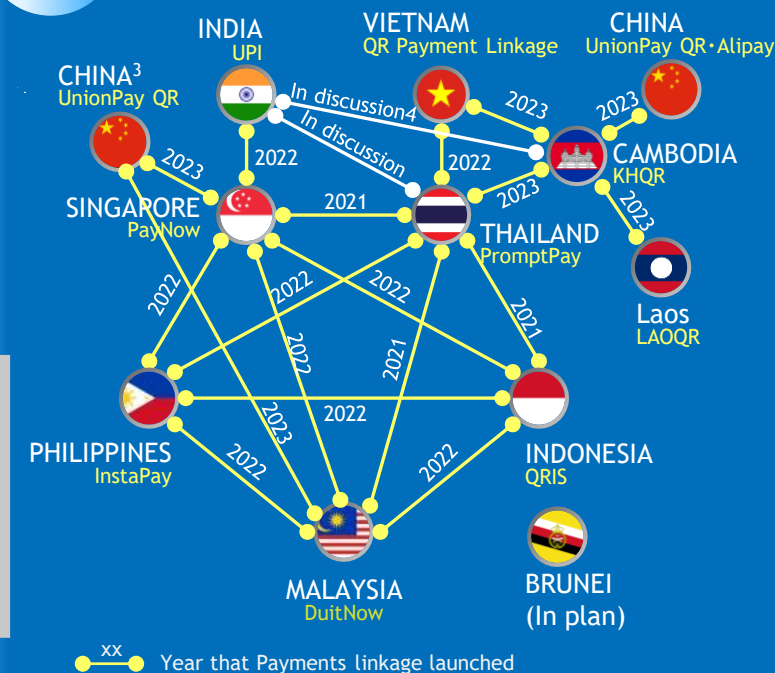 INDIA
UPI
VIETNAM
QR Payment Linkage
CHINA
UnionPay QR·Alipay
CHINA3
UnionPay QR
In discussion4
In discussion
2023
2023
2023
2022
2022
CAMBODIA
KHQR
2023
2023
SINGAPORE
PayNow
2021
THAILAND
PromptPay
Laos
LAOQR
2022
2022
2022
2021
2022
2021
2022
2023
PHILIPPINES
InstaPay
2022
2022
INDONESIA
QRIS
MALAYSIA
DuitNow
BRUNEI
(In plan)
xx
Year that Payments linkage launched